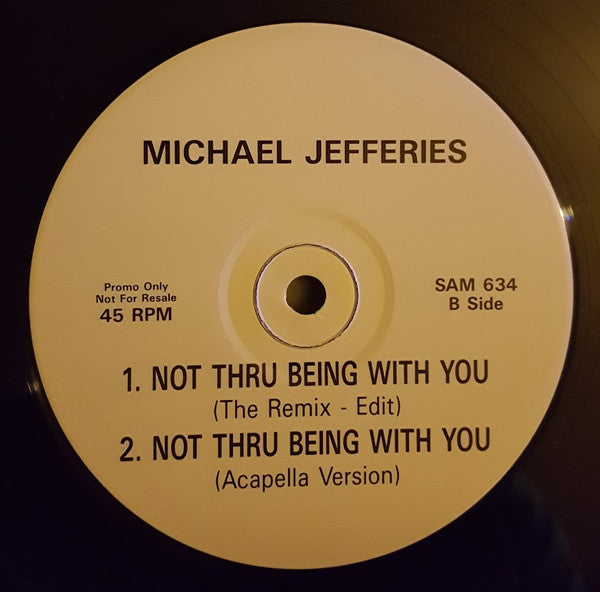 MICHAEL JEFFERIES
Promo Only
Not For Resale
45 RPM
SAM 634
B Side
1. NOT THRU BEING WITH YOU
(The Remix - Edit)
2. NOT THRU BEING WITH YOU
(Acapella Version)